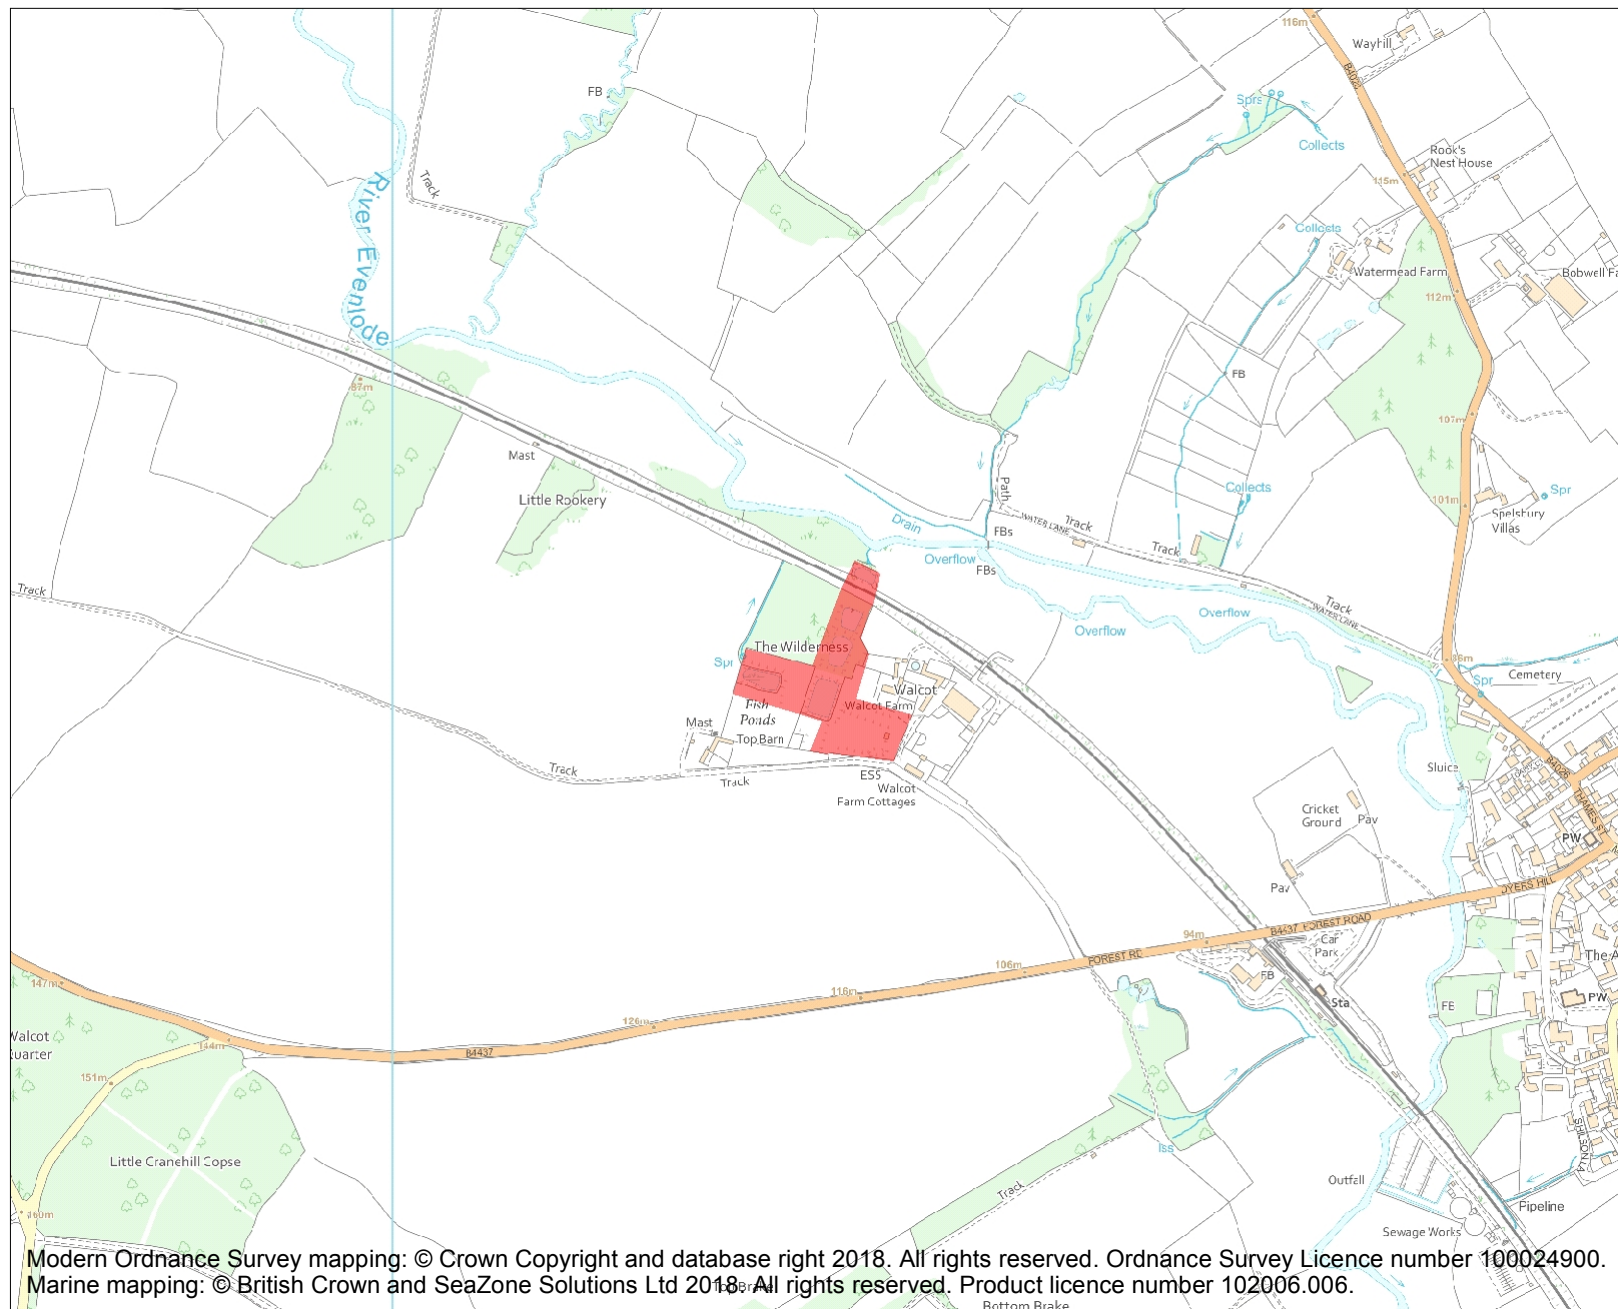 116m
Wayhill
B4026
FB
Sprs
Collects
Rook's
Nest House
115m
Track
River Evenlode
Collects
Watermead Farm
Bobwell Fa
112m
FB
87m
107m
Mast
Little Rookery
Collects
Spr
101m
Spelsbury
Villas
Path
Drain
WATER LANE
Track
FBs
Track
Overflow
FBs
Track
Overflow
WATER LANE
Track
Overflow
The Wilderness
Spr
Walcot
Spr
Cemetery
Fish
Ponds
Walcot Farm
Mast
Top Barn
Track
Track
ESS
Walcot
Farm Cottages
Sluice
B4026
THAMES ST
Cricket
Ground
Pav
PW
Pav
DYERS HILL
B4437 FOREST ROAD
94m
Car
Park
FOREST RD
106m
FB
147m
116m
Sta
The A
PW
126m
FE
Walcot
Quarter
144m
B4437
151m
Iss
Little Cranehill Copse
Track
Outfall
160m
Pipeline
Sewage Works
Modern Ordnance Survey mapping: © Crown Copyright and database right 2018. All rights reserved. Ordnance Survey Licence number 100024900.
Marine mapping: © British Crown and SeaZone Solutions Ltd 2018. All rights reserved. Product licence number 102006.006.
Top Brake
Bottom Brake